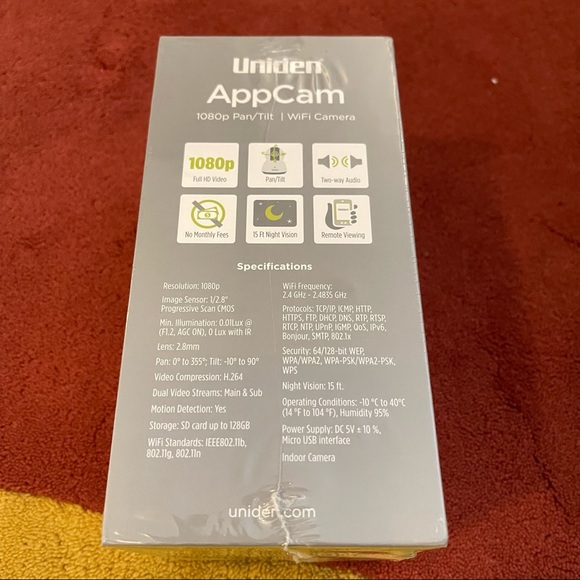 Uniden
AppCam
1080p Pan/Tilt | WiFi Camera
1080p
Full HD Video
Pan/Tilt
Two-way Audio
No Monthly Fees
15 Ft Night Vision
Remote Viewing
Specifications
Resolution: 1080p
Image Sensor: 1/2.8"
Progressive Scan CMOS
Min. Illumination: 0.01Lux @
(F1.2, AGC ON), 0 Lux with IR
Lens: 2.8mm
Pan: 0° to 355°; Tilt: -10° to 90°
Video Compression: H.264
Dual Video Streams: Main & Sub
Motion Detection: Yes
Storage: SD card up to 128GB
WiFi Standards: IEEE802.11b,
802.11g, 802.11n
WiFi Frequency:
2.4 GHz ~ 2.4835 GHz
Protocols: TCP/IP, ICMP, HTTP,
HTTPS, FTP, DHCP, DNS, RTP, RTSP,
RTCP, NTP, UPnP, IGMP, QoS, IPv6,
Bonjour, SMTP, 802.1x
Security: 64/128-bit WEP,
WPA/WPA2, WPA-PSK/WPA2-PSK,
WPS
Night Vision: 15 ft.
Operating Conditions: -10 °C to 40°C
(14 °F to 104 °F), Humidity 95%
Power Supply: DC 5V ± 10 %,
Micro USB interface
Indoor Camera
uniden.com